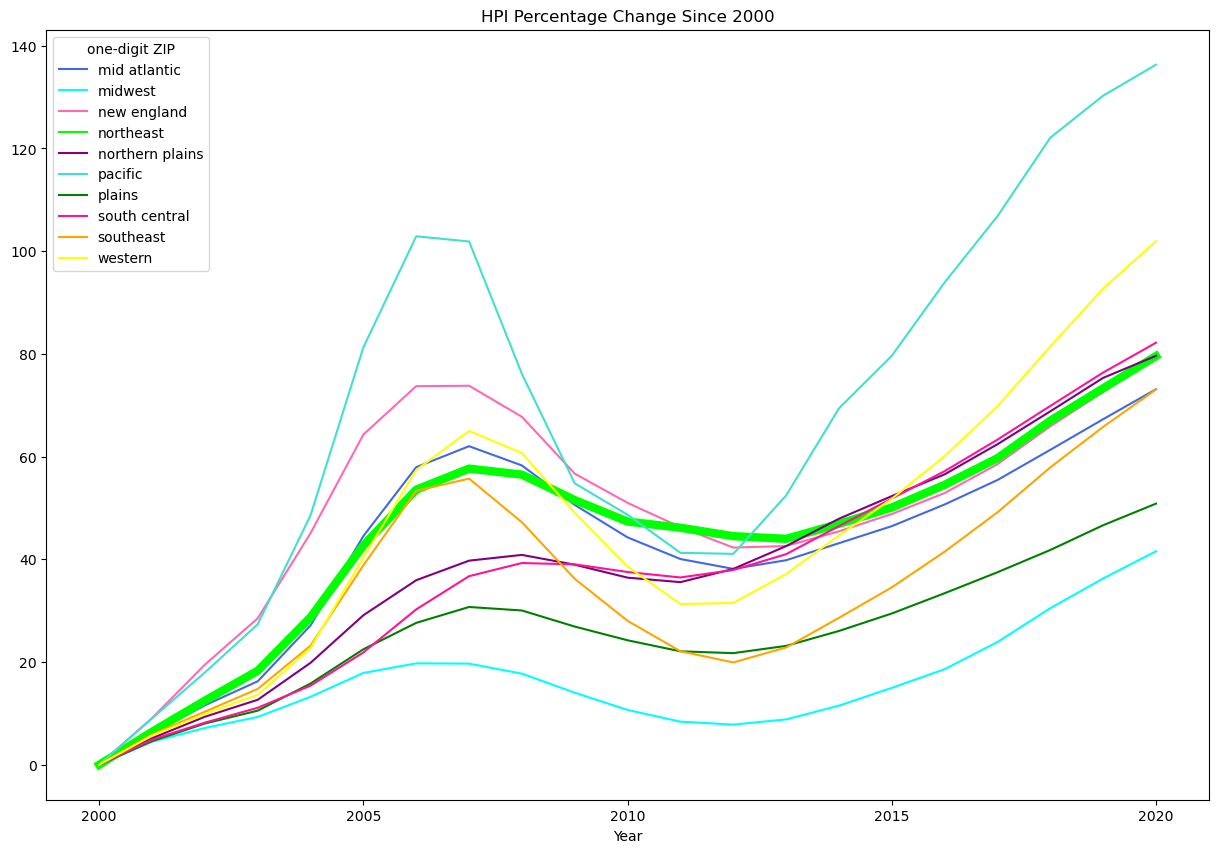 HPI Percentage Change Since 2000
140
120
100
80
60
40
20
0
one-digit ZIP
mid atlantic
midwest
new england
northeast
northern plains
pacific
plains
south central
southeast
western
2000 2005 2010 2015 2020
Year